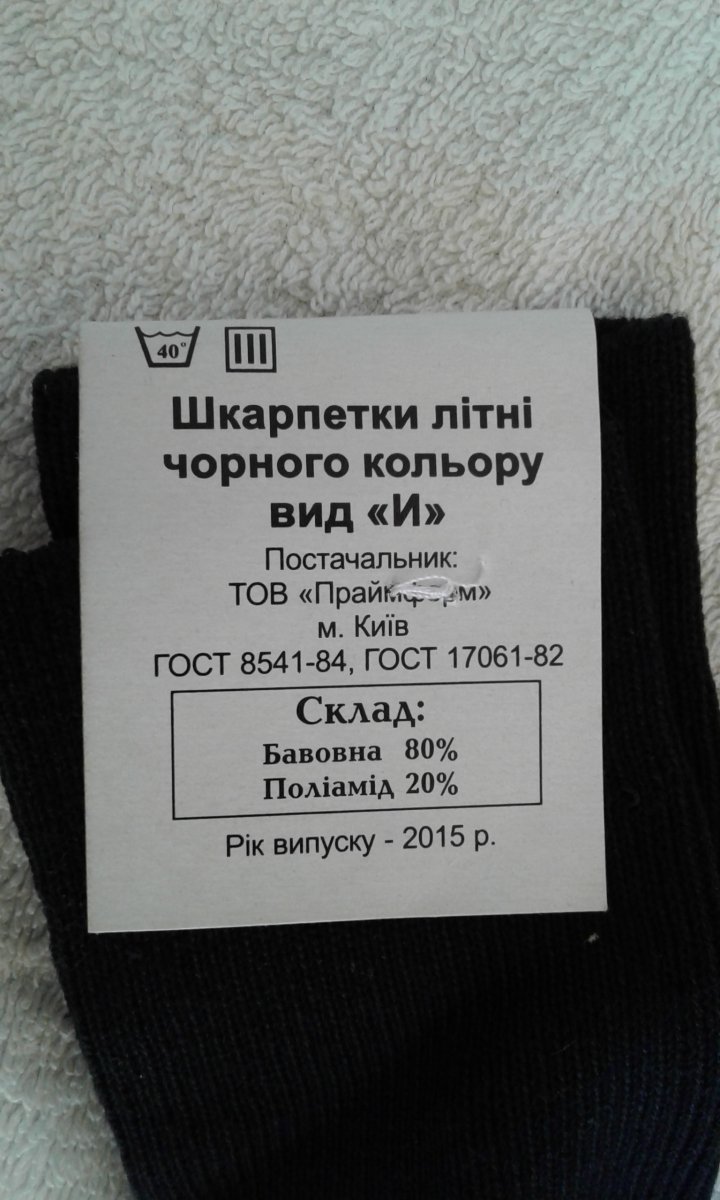 40°
Шкарпетки літні
чорного кольору
вид «И»
Постачальник:
ТОВ «Праймформ»
м. Київ
ГОСТ 8541-84, ГОСТ 17061-82
Склад:
Бавовна 80%
Поліамід 20%
Рік випуску - 2015 р.